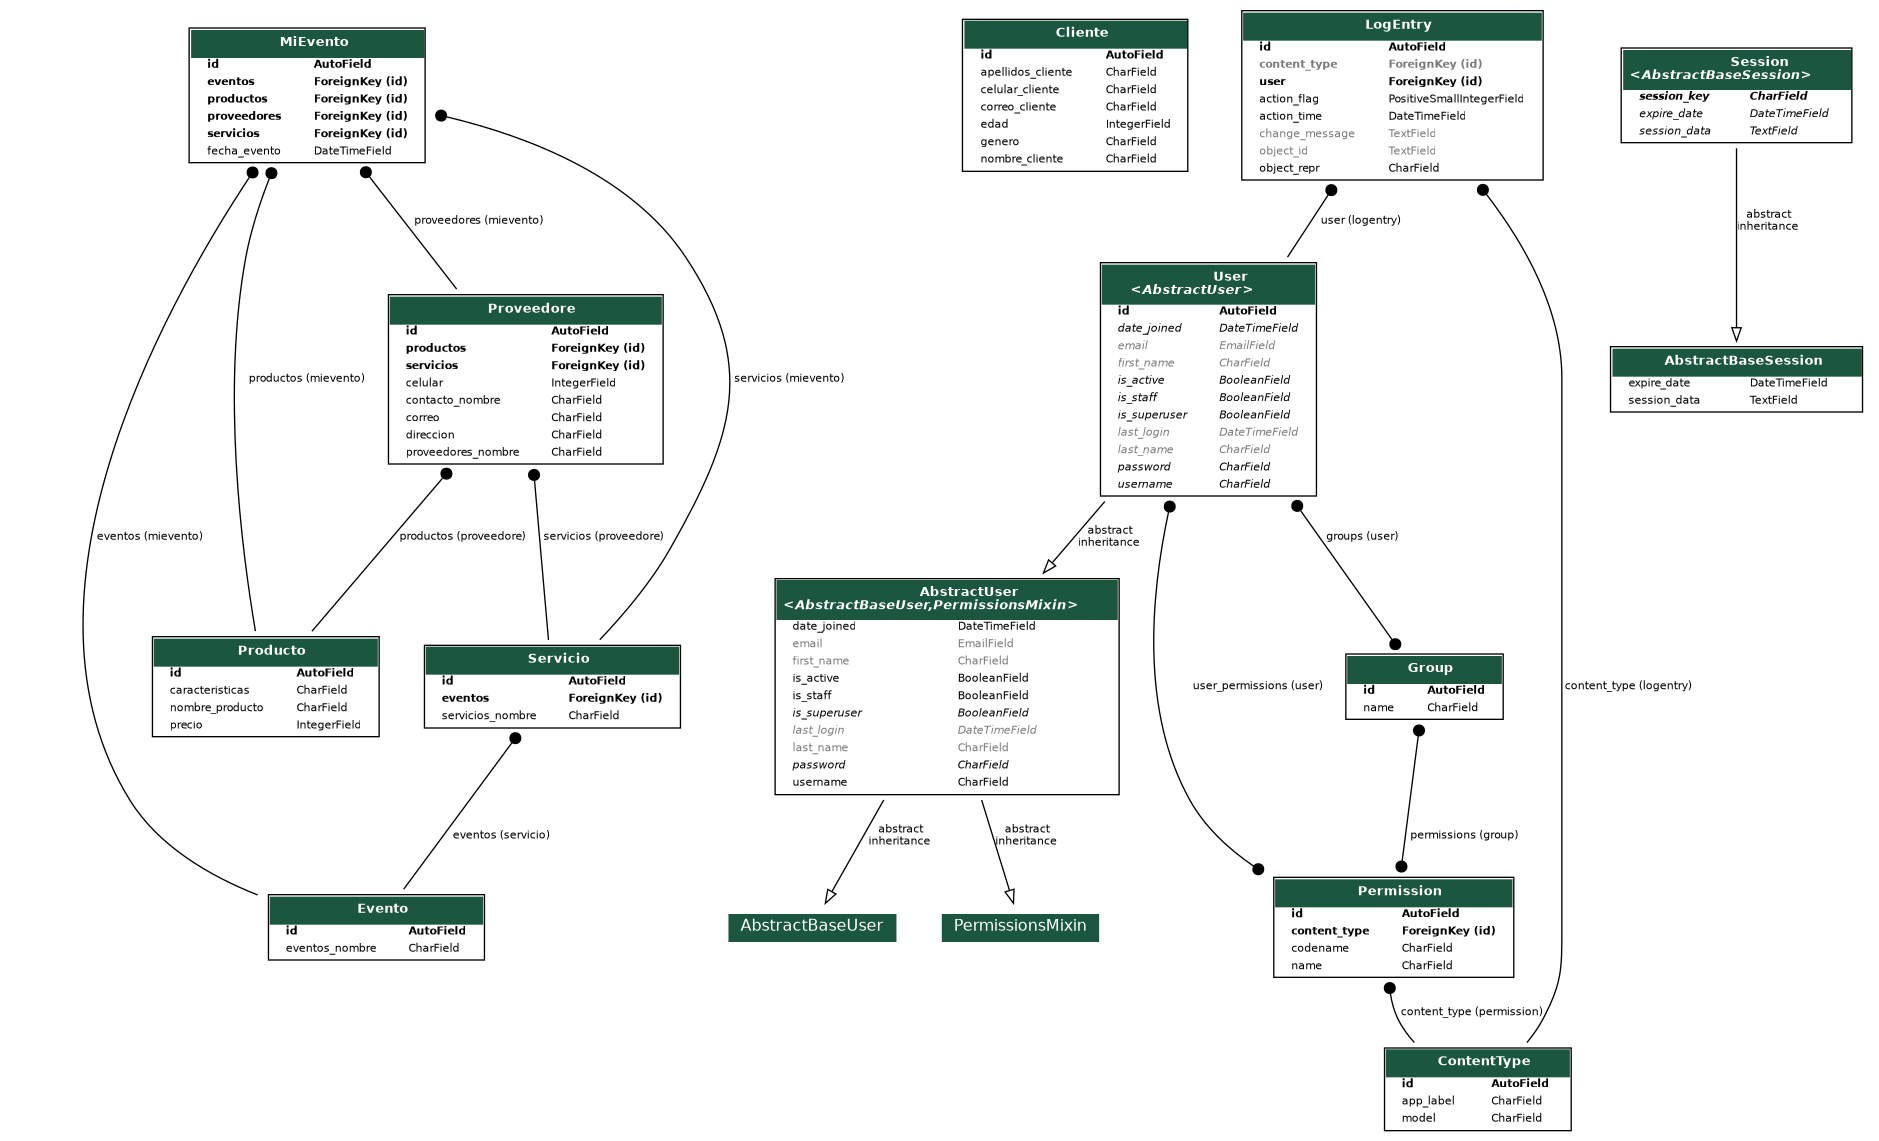 MiEvento
id AutoField
eventos ForeignKey (id)
productos ForeignKey (id)
proveedores ForeignKey (id)
servicios ForeignKey (id)
fecha_evento DateTimeField
Cliente
id AutoField
apellidos_cliente CharField
celular_cliente CharField
correo_cliente CharField
edad IntegerField
genero CharField
nombre_cliente CharField
LogEntry
id AutoField
content_type ForeignKey (id)
user ForeignKey (id)
action_flag PositiveSmallIntegerField
action_time DateTimeField
change_message TextField
object_id TextField
object_repr CharField
Session
<AbstractBaseSession>
session_key CharField
expire_date DateTimeField
session_data TextField
proveedores (mievento)
user (logentry)
abstract
inheritance
Proveedore
id AutoField
productos ForeignKey (id)
servicios ForeignKey (id)
celular IntegerField
contacto_nombre CharField
correo CharField
direccion CharField
proveedores_nombre CharField
User
<AbstractUser>
id AutoField
date_joined DateTimeField
email EmailField
first_name CharField
is_active BooleanField
is_staff BooleanField
is_superuser BooleanField
last_login DateTimeField
last_name CharField
password CharField
username CharField
AbstractBaseSession
expire_date DateTimeField
session_data TextField
productos (mievento)
servicios (mievento)
eventos (mievento)
productos (proveedore)
servicios (proveedore)
abstract
inheritance
groups (user)
Producto
id AutoField
caracteristicas CharField
nombre_producto CharField
precio IntegerField
Servicio
id AutoField
eventos ForeignKey (id)
servicios_nombre CharField
AbstractUser
<AbstractBaseUser,PermissionsMixin>
date_joined DateTimeField
email EmailField
first_name CharField
is_active BooleanField
is_staff BooleanField
is_superuser BooleanField
last_login DateTimeField
last_name CharField
password CharField
username CharField
user_permissions (user)
Group
id AutoField
name CharField
content_type (logentry)
eventos (servicio)
abstract
inheritance
abstract
inheritance
permissions (group)
Evento
id AutoField
eventos_nombre CharField
AbstractBaseUser
PermissionsMixin
Permission
id AutoField
content_type ForeignKey (id)
codename CharField
name CharField
content_type (permission)
ContentType
id AutoField
app_label CharField
model CharField